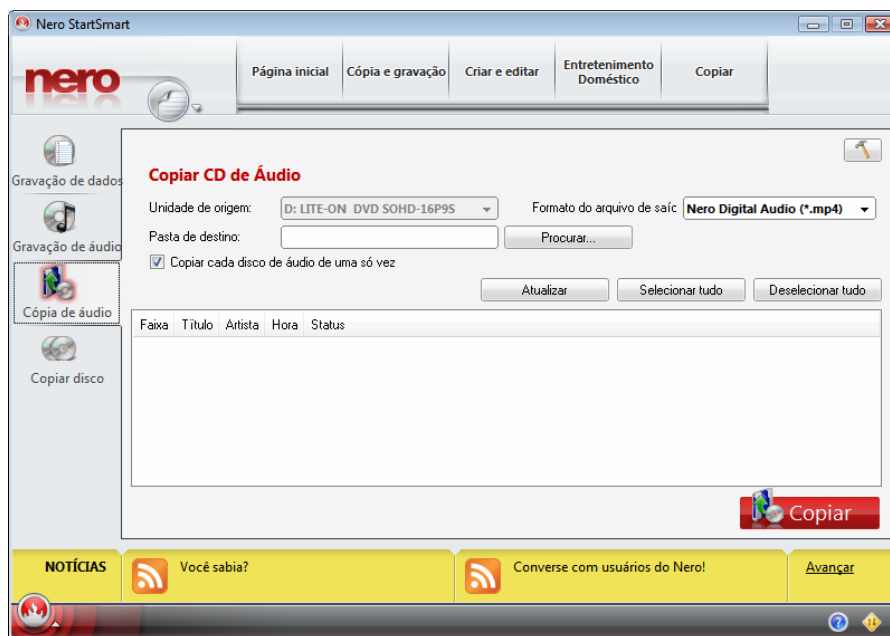 Nero StartSmart
nero
Página inicial
Cópia e gravação
Criar e editar
Entretenimento
Doméstico
Copiar
Gravação de dados
Gravação de áudio
Cópia de áudio
Copiar disco
Copiar CD de Áudio
Unidade de origem:
D: LITE-ON DVD SOHD-16P9S
Formato do arquivo de saíc
Nero Digital Audio (*.mp4)
Pasta de destino:
Procurar...
Copiar cada disco de áudio de uma só vez
Atualizar
Selecionar tudo
Deselecionar tudo
Faixa Título Artista Hora Status
Copiar
NOTÍCIAS
Você sabia?
Converse com usuários do Nero!
Avançar